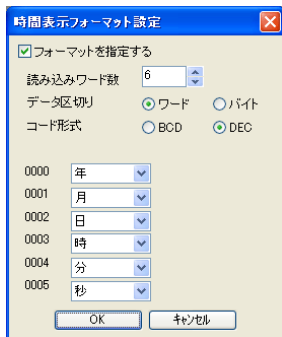 時間表示フォーマット設定
フォーマットを指定する
読み込みワード数 6
データ区切り ワード バイト
コード形式 BCD DEC
0000 年
0001 月
0002 日
0003 時
0004 分
0005 秒
OK キャンセル